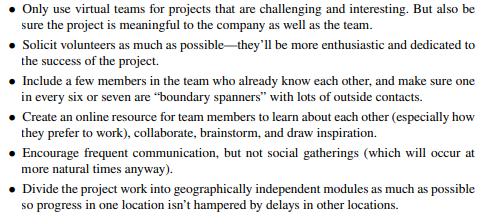 • Only use virtual teams for projects that are challenging and interesting. But also be
sure the project is meaningful to the company as well as the team.
• Solicit volunteers as much as possible—they’ll be more enthusiastic and dedicated to
the success of the project.
• Include a few members in the team who already know each other, and make sure one
in every six or seven are “boundary spanners” with lots of outside contacts.
• Create an online resource for team members to learn about each other (especially how
they prefer to work), collaborate, brainstorm, and draw inspiration.
• Encourage frequent communication, but not social gatherings (which will occur at
more natural times anyway).
• Divide the project work into geographically independent modules as much as possible
so progress in one location isn’t hampered by delays in other locations.